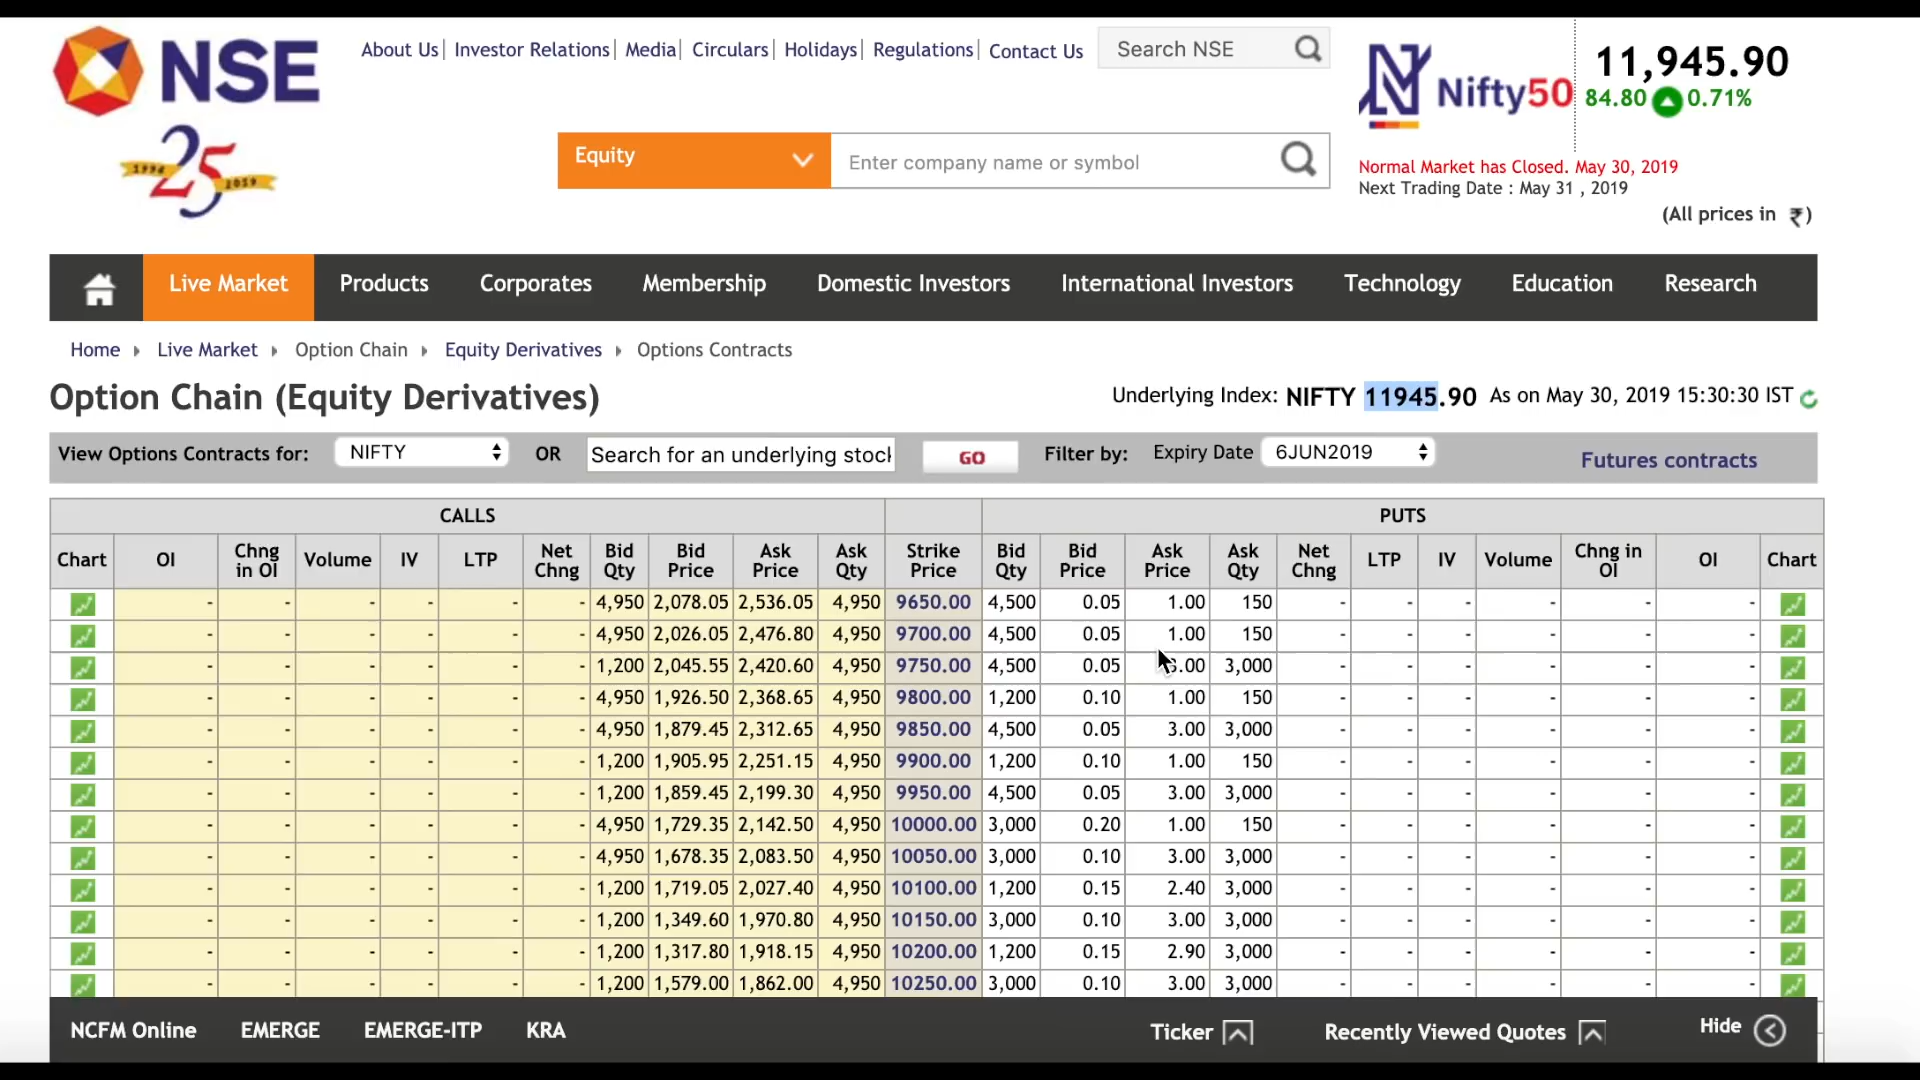 NSE
1994 25 2019
About Us | Investor Relations | Media | Circulars | Holidays | Regulations | Contact Us
Search NSE
Equity
Enter company name or symbol
Nifty50
11,945.90
84.80 0.71%
Normal Market has Closed. May 30, 2019
Next Trading Date : May 31 , 2019
(All prices in ₹)
Live Market Products Corporates Membership Domestic Investors International Investors Technology Education Research
Home Live Market Option Chain Equity Derivatives Options Contracts
Option Chain (Equity Derivatives)
Underlying Index: NIFTY 11945.90 As on May 30, 2019 15:30:30 IST
View Options Contracts for: NIFTY OR Search for an underlying stock GO Filter by: Expiry Date 6JUN2019 Futures contracts
CALLS PUTS
Chart OI Chng in OI Volume IV LTP Net Chng Bid Qty Bid Price Ask Price Ask Qty Strike Price Bid Qty Bid Price Ask Price Ask Qty Net Chng LTP IV Volume Chng in OI OI Chart
- - - - - - 4,950 2,078.05 2,536.05 4,950 9650.00 4,500 0.05 1.00 150 - - - - - -
- - - - - - 4,950 2,026.05 2,476.80 4,950 9700.00 4,500 0.05 1.00 150 - - - - - -
- - - - - - 1,200 2,045.55 2,420.60 4,950 9750.00 4,500 0.05 .00 3,000 - - - - - -
- - - - - - 4,950 1,926.50 2,368.65 4,950 9800.00 1,200 0.10 1.00 150 - - - - - -
- - - - - - 4,950 1,879.45 2,312.65 4,950 9850.00 4,500 0.05 3.00 3,000 - - - - - -
- - - - - - 1,200 1,905.95 2,251.15 4,950 9900.00 1,200 0.10 1.00 150 - - - - - -
- - - - - - 1,200 1,859.45 2,199.30 4,950 9950.00 4,500 0.05 3.00 3,000 - - - - - -
- - - - - - 4,950 1,729.35 2,142.50 4,950 10000.00 3,000 0.20 1.00 150 - - - - - -
- - - - - - 4,950 1,678.35 2,083.50 4,950 10050.00 3,000 0.10 3.00 3,000 - - - - - -
- - - - - - 1,200 1,719.05 2,027.40 4,950 10100.00 1,200 0.15 2.40 3,000 - - - - - -
- - - - - - 1,200 1,349.60 1,970.80 4,950 10150.00 3,000 0.10 3.00 3,000 - - - - - -
- - - - - - 1,200 1,317.80 1,918.15 4,950 10200.00 1,200 0.15 2.90 3,000 - - - - - -
- - - - - - 1,200 1,579.00 1,862.00 4,950 10250.00 3,000 0.10 3.00 3,000 - - - - - -
NCFM Online EMERGE EMERGE-ITP KRA Ticker Recently Viewed Quotes Hide